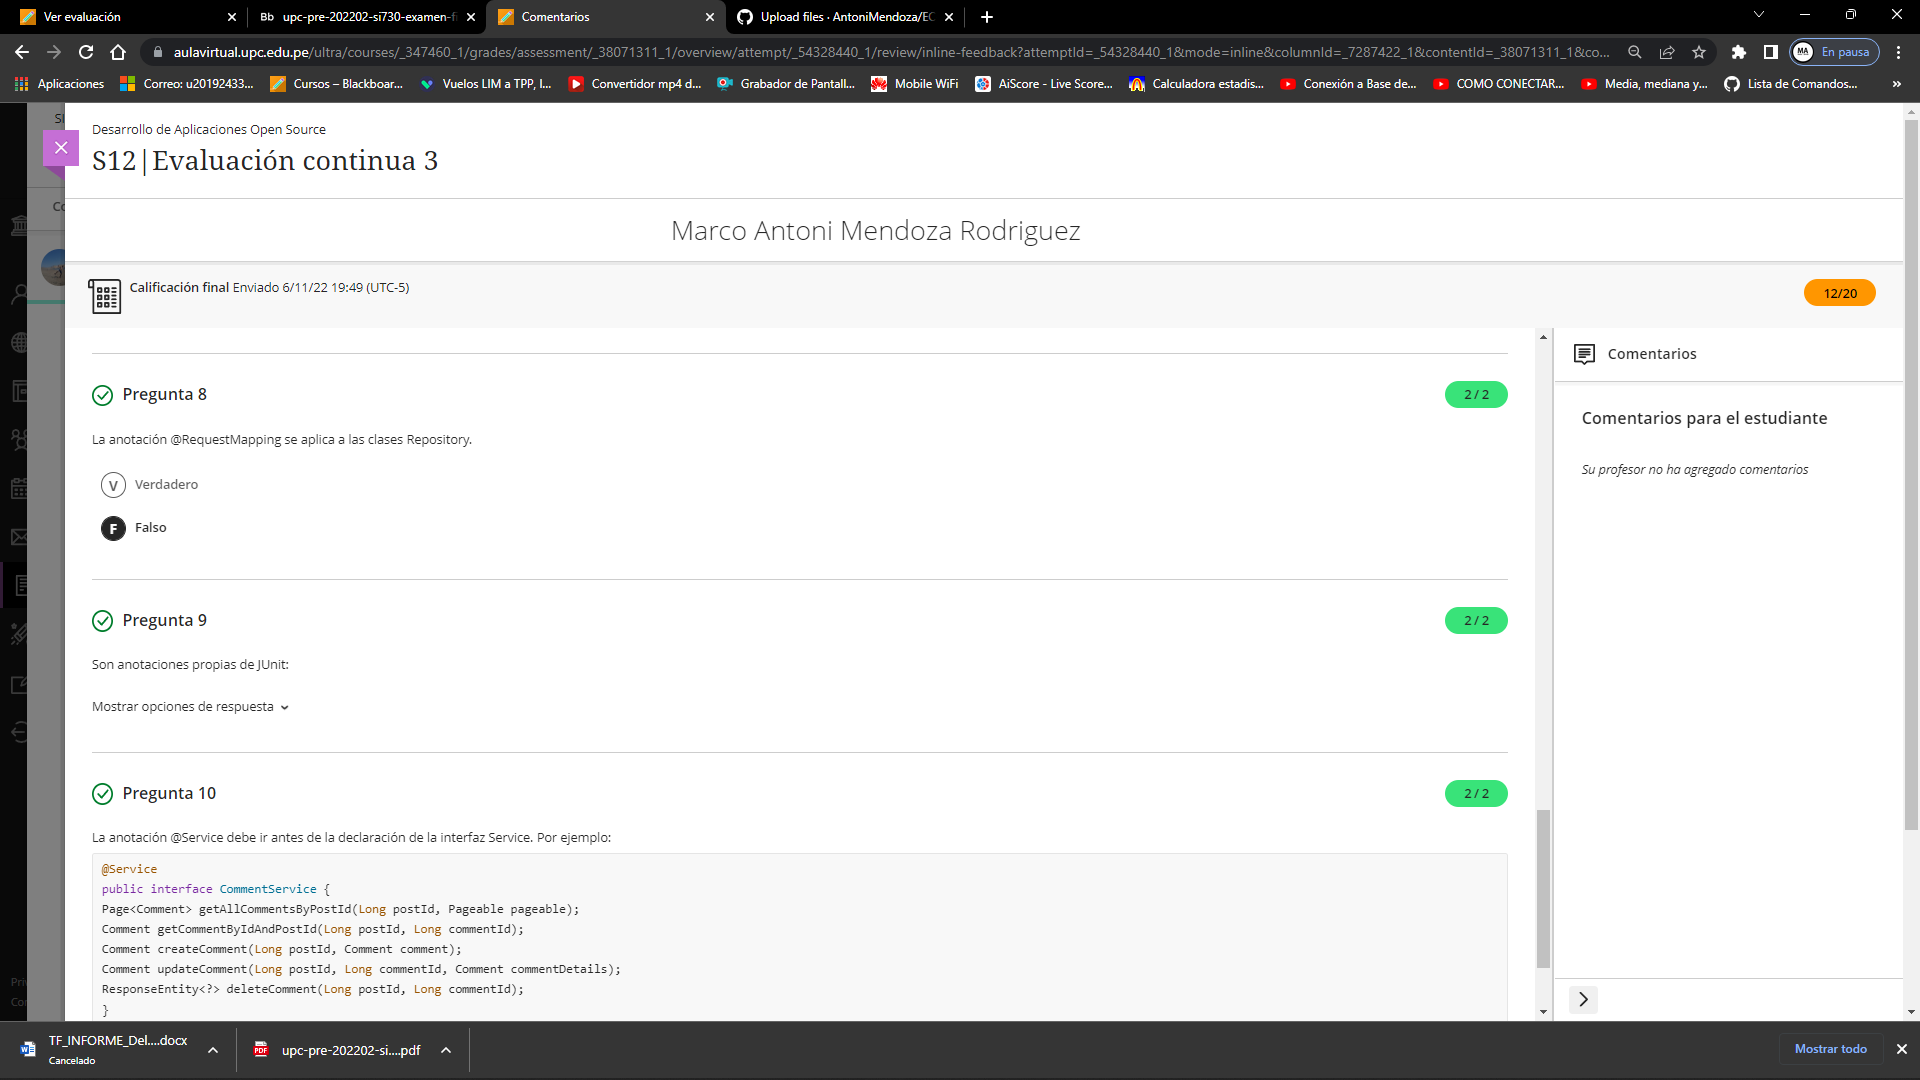 Ver evaluación
Bb upc-pre-202202-si730-examen-fi
Comentarios
Upload files · AntoniMendoza/EC
aulavirtual.upc.edu.pe/ultra/courses/_347460_1/grades/assessment/_38071311_1/overview/attempt/_54328440_1/review/inline-feedback?attemptId=_54328440_1&mode=inline&columnId=_7287422_1&contentId=_38071311_1&co...
MA En pausa
Aplicaciones
Correo: u20192433...
Cursos – Blackboar...
Vuelos LIM a TPP, l...
Convertidor mp4 d...
Grabador de Pantall...
Mobile WiFi
AiScore - Live Score...
Calculadora estadis...
Conexión a Base de...
COMO CONECTAR...
Media, mediana y...
Lista de Comandos...
»
Desarrollo de Aplicaciones Open Source
S12|Evaluación continua 3
Marco Antoni Mendoza Rodriguez
Calificación final Enviado 6/11/22 19:49 (UTC-5)
12/20
Pregunta 8
2 / 2
La anotación @RequestMapping se aplica a las clases Repository.
V Verdadero
F Falso
Pregunta 9
2 / 2
Son anotaciones propias de JUnit:
Mostrar opciones de respuesta
Pregunta 10
2 / 2
La anotación @Service debe ir antes de la declaración de la interfaz Service. Por ejemplo:
@Service
public interface CommentService {
Page<Comment> getAllCommentsByPostId(Long postId, Pageable pageable);
Comment getCommentByIdAndPostId(Long postId, Long commentId);
Comment createComment(Long postId, Comment comment);
Comment updateComment(Long postId, Long commentId, Comment commentDetails);
ResponseEntity<?> deleteComment(Long postId, Long commentId);
}
Comentarios
Comentarios para el estudiante
Su profesor no ha agregado comentarios
TF_INFORME_Del....docx
Cancelado
PDF upc-pre-202202-si....pdf
Mostrar todo